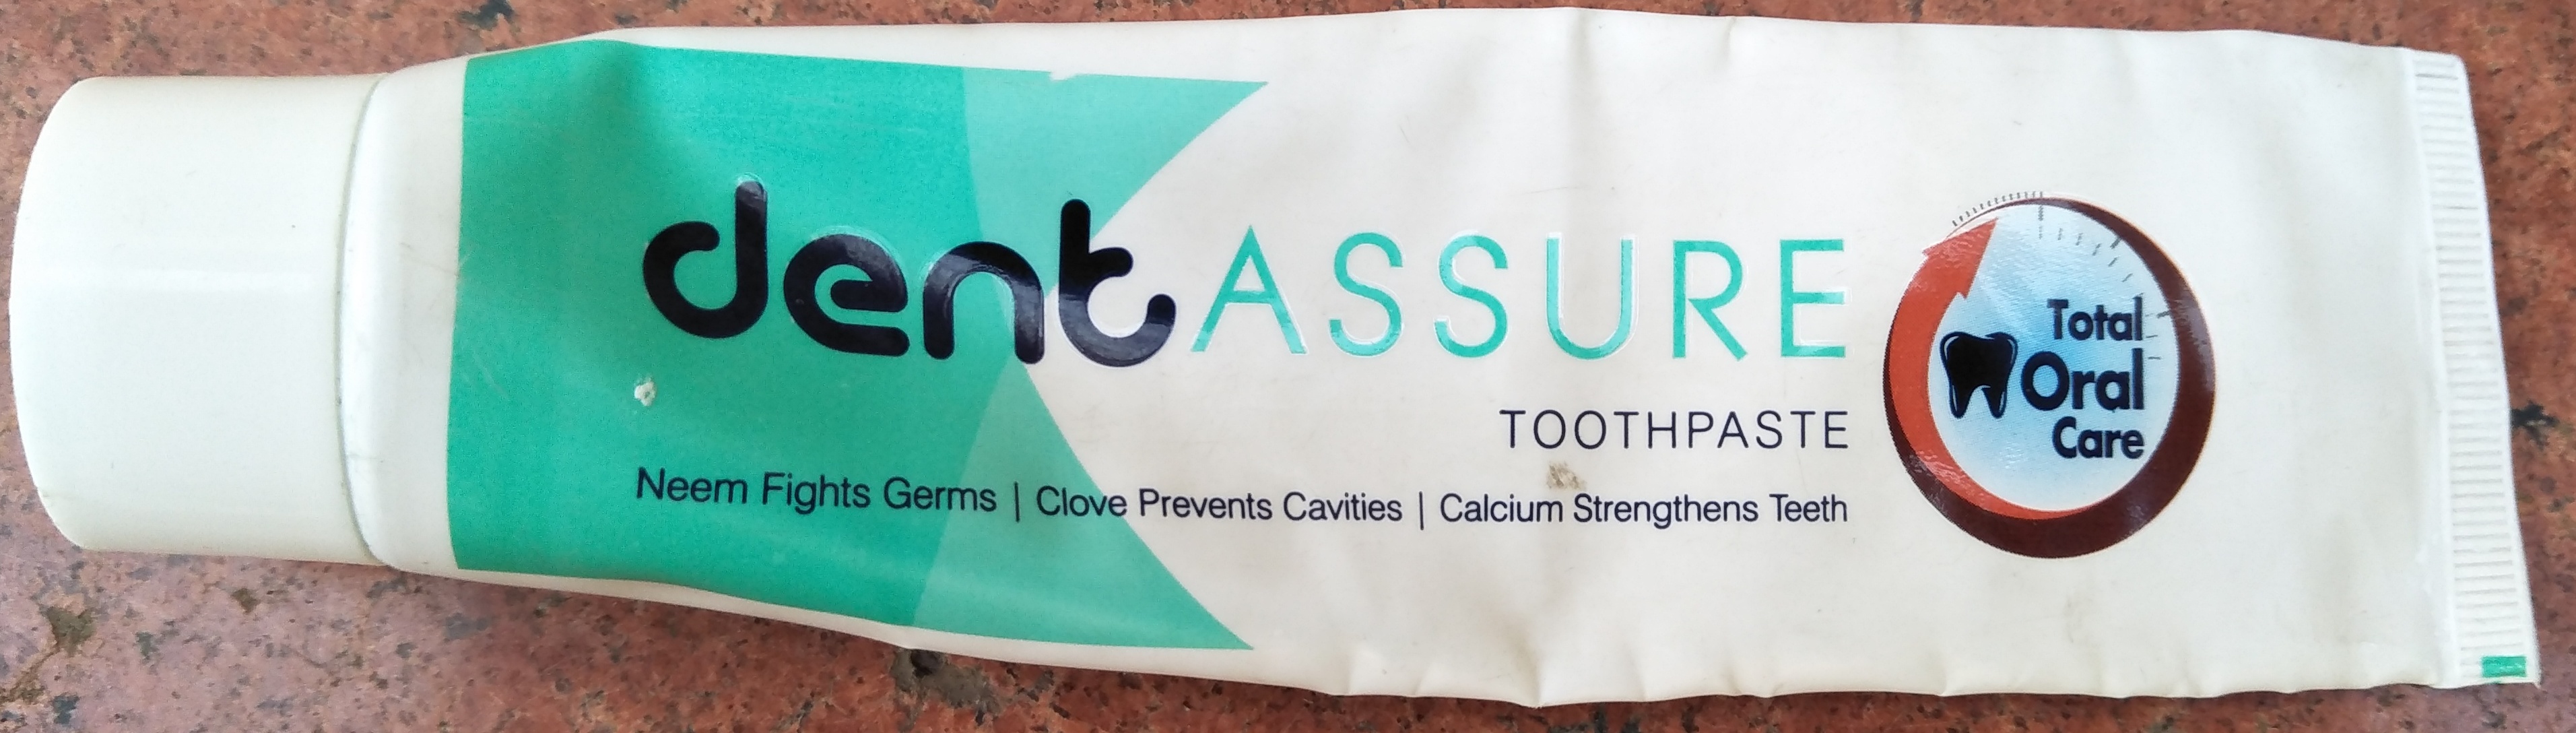 dentASSURE
TOOTHPASTE
Neem Fights Germs | Clove Prevents Cavities | Calcium Strengthens Teeth
Total
Oral
Care